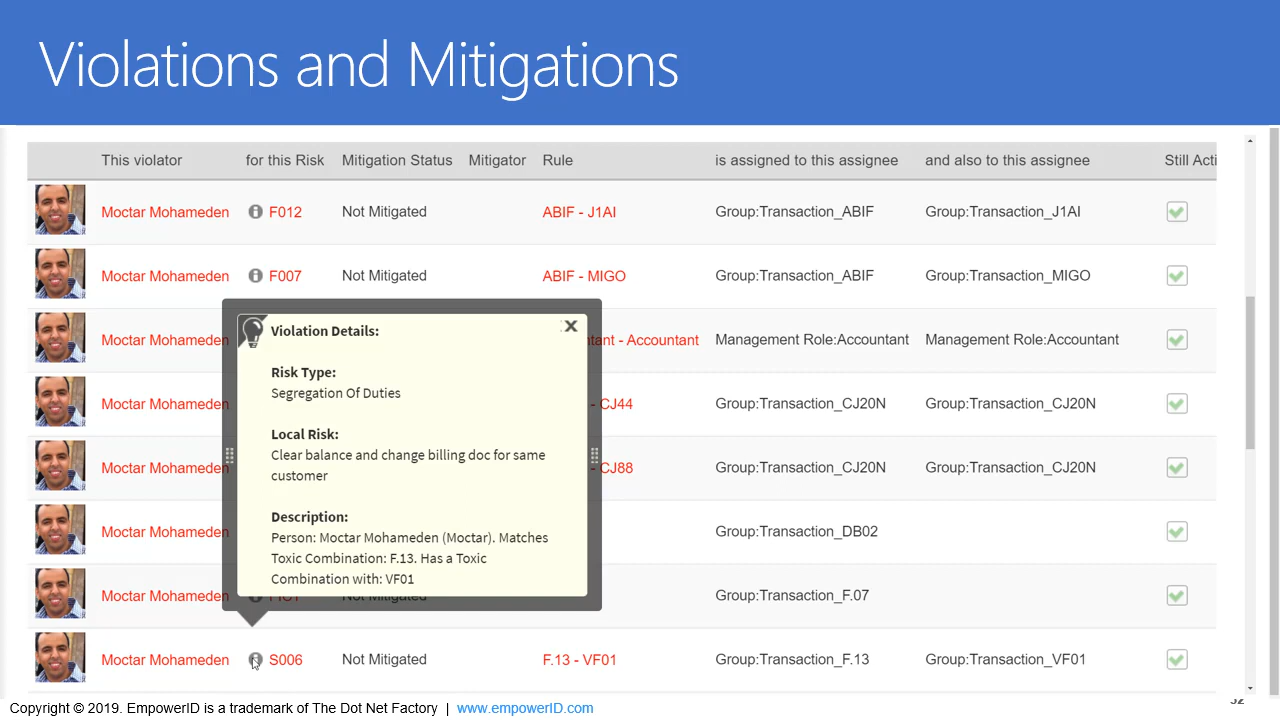 Violations and Mitigations
This violator for this Risk Mitigation Status Mitigator Rule is assigned to this assignee and also to this assignee Still Acti
Moctar Mohameden F012 Not Mitigated ABIF - J1AI Group:Transaction_ABIF Group:Transaction_J1AI
Moctar Mohameden F007 Not Mitigated ABIF - MIGO Group:Transaction_ABIF Group:Transaction_MIGO
Moctar Mohameden tant - Accountant Management Role:Accountant Management Role:Accountant
Moctar Mohameden - CJ44 Group:Transaction_CJ20N Group:Transaction_CJ20N
Moctar Mohameden - CJ88 Group:Transaction_CJ20N Group:Transaction_CJ20N
Moctar Mohameden Group:Transaction_DB02
Moctar Mohameden Not Mitigated Group:Transaction_F.07
Moctar Mohameden S006 Not Mitigated F.13 - VF01 Group:Transaction_F.13 Group:Transaction_VF01
Violation Details:
Risk Type:
Segregation Of Duties
Local Risk:
Clear balance and change billing doc for same
customer
Description:
Person: Moctar Mohameden (Moctar). Matches
Toxic Combination: F.13. Has a Toxic
Combination with: VF01
Copyright © 2019. EmpowerID is a trademark of The Dot Net Factory | www.empowerID.com